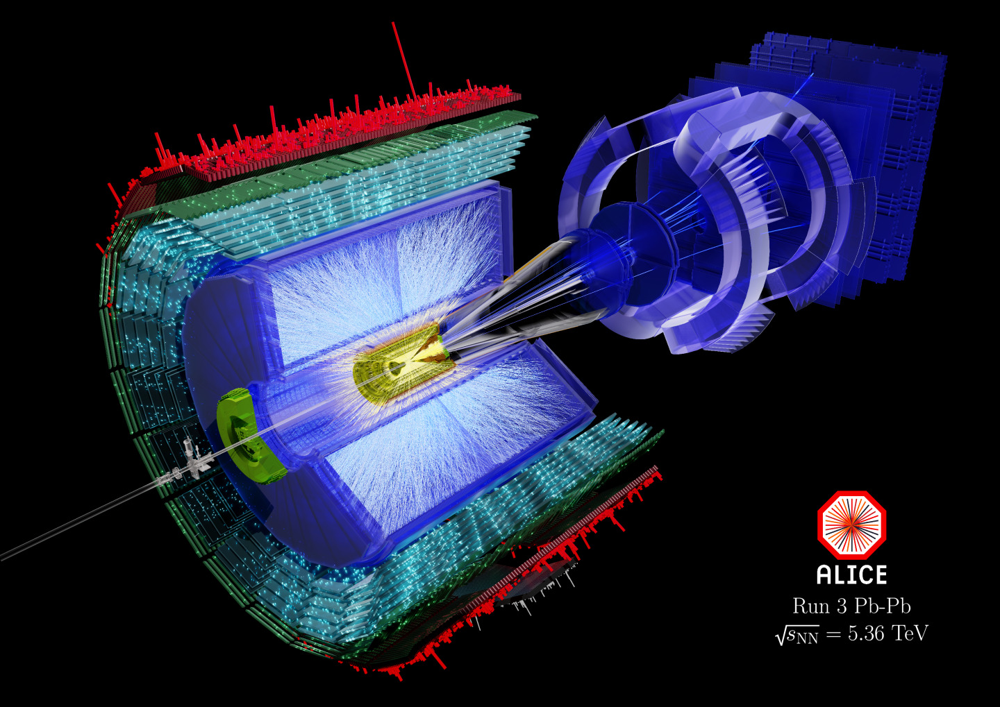 ALICE
Run 3 Pb-Pb
√sNN = 5.36 TeV